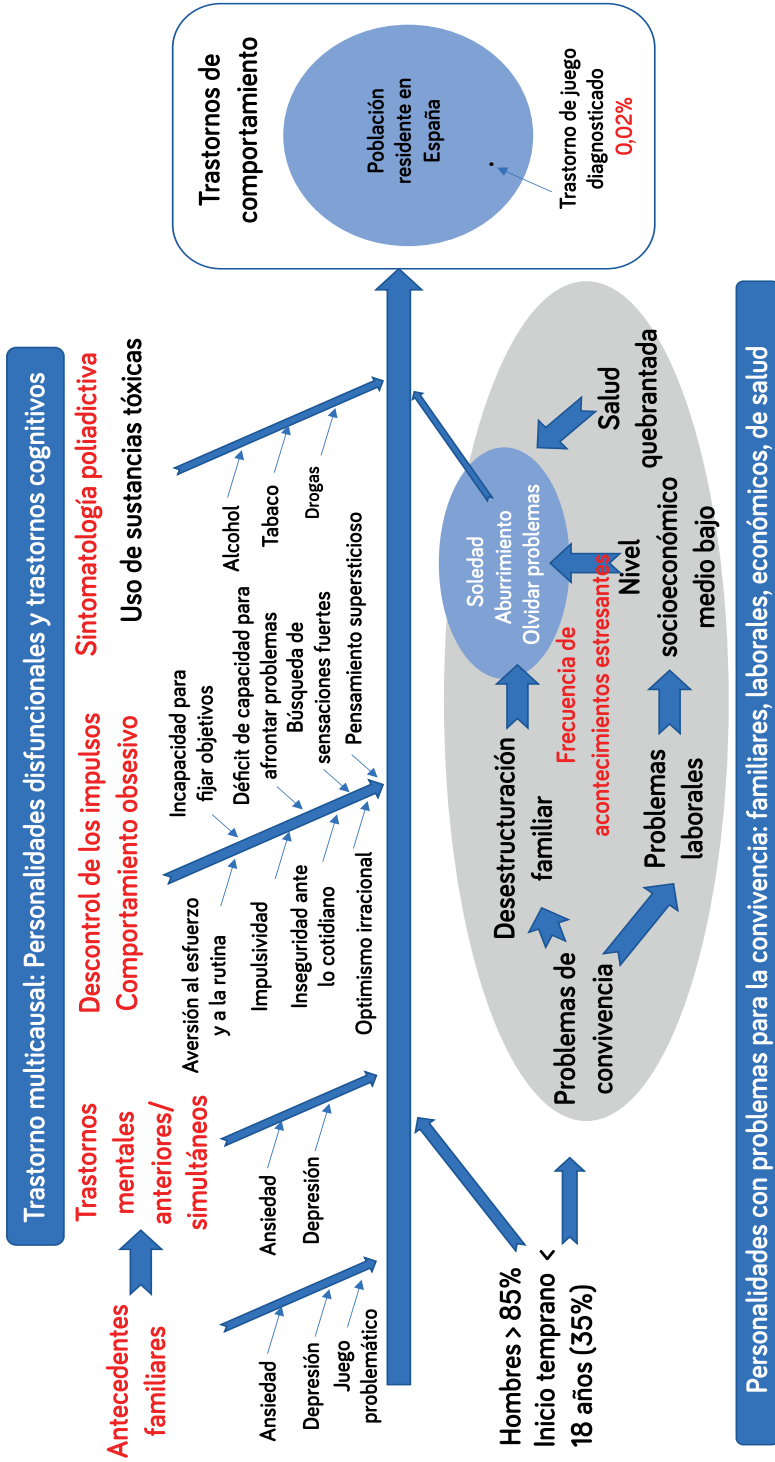 Trastorno multicausal: Personalidades disfuncionales y trastornos cognitivos
Antecedentes
familiares
Trastornos
mentales
anteriores/
simultáneos
Descontrol de los impulsos
Comportamiento obsesivo
Sintomatología poliadictiva
Uso de sustancias tóxicas
Ansiedad
Depresión
Juego
problemático
Ansiedad
Depresión
Aversión al esfuerzo
y a la rutina
Impulsividad
Inseguridad ante
lo cotidiano
Optimismo irracional
Incapacidad para
fijar objetivos
Déficit de capacidad para
afrontar problemas
Búsqueda de
sensaciones fuertes
Pensamiento supersticioso
Alcohol
Tabaco
Drogas
Trastornos de
comportamiento
Población
residente en
España
Trastorno de juego
diagnosticado
0,02%
Hombres > 85%
Inicio temprano <
18 años (35%)
Problemas de
convivencia
Desestructuración
familiar
Problemas
laborales
Frecuencia de
acontecimientos estresantes
Soledad
Aburrimiento
Olvidar problemas
Nivel
socioeconómico
medio bajo
Salud
quebrantada
Personalidades con problemas para la convivencia: familiares, laborales, económicos, de salud